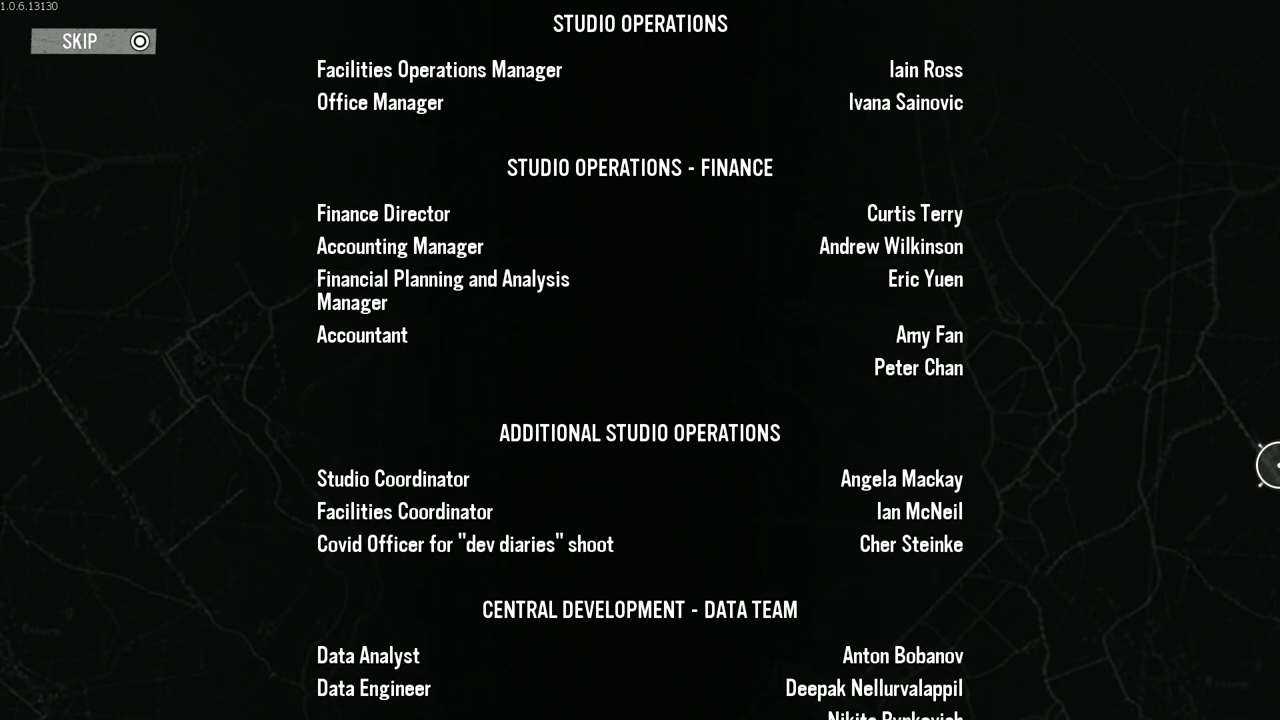 1.0.6.13130
SKIP
STUDIO OPERATIONS
Facilities Operations Manager Iain Ross
Office Manager Ivana Sainovic
STUDIO OPERATIONS - FINANCE
Finance Director Curtis Terry
Accounting Manager Andrew Wilkinson
Financial Planning and Analysis Eric Yuen
Manager
Accountant Amy Fan
Peter Chan
ADDITIONAL STUDIO OPERATIONS
Studio Coordinator Angela Mackay
Facilities Coordinator Ian McNeil
Covid Officer for "dev diaries" shoot Cher Steinke
CENTRAL DEVELOPMENT - DATA TEAM
Data Analyst Anton Bobanov
Data Engineer Deepak Nellurvalappil